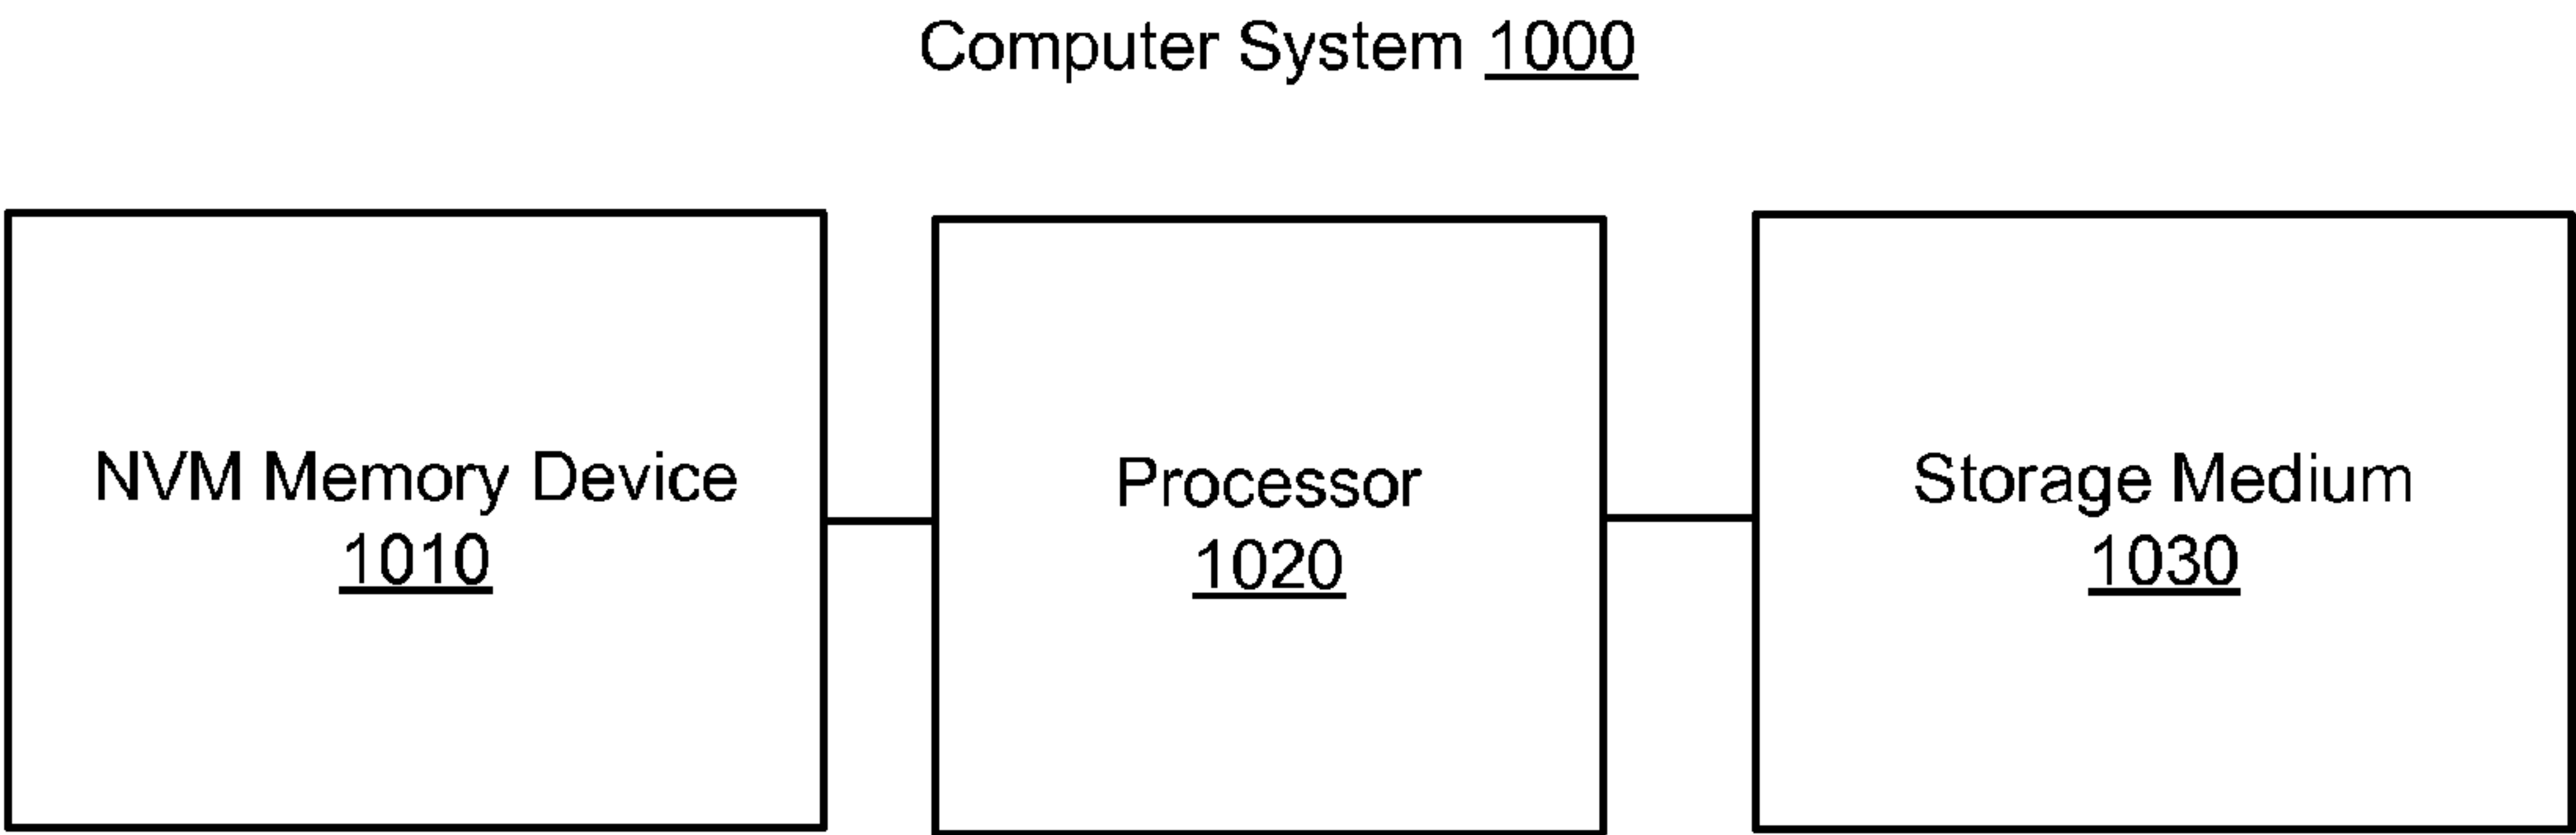 Computer System 1000
NVM Memory Device
1010
Processor
1020
Storage Medium
1030